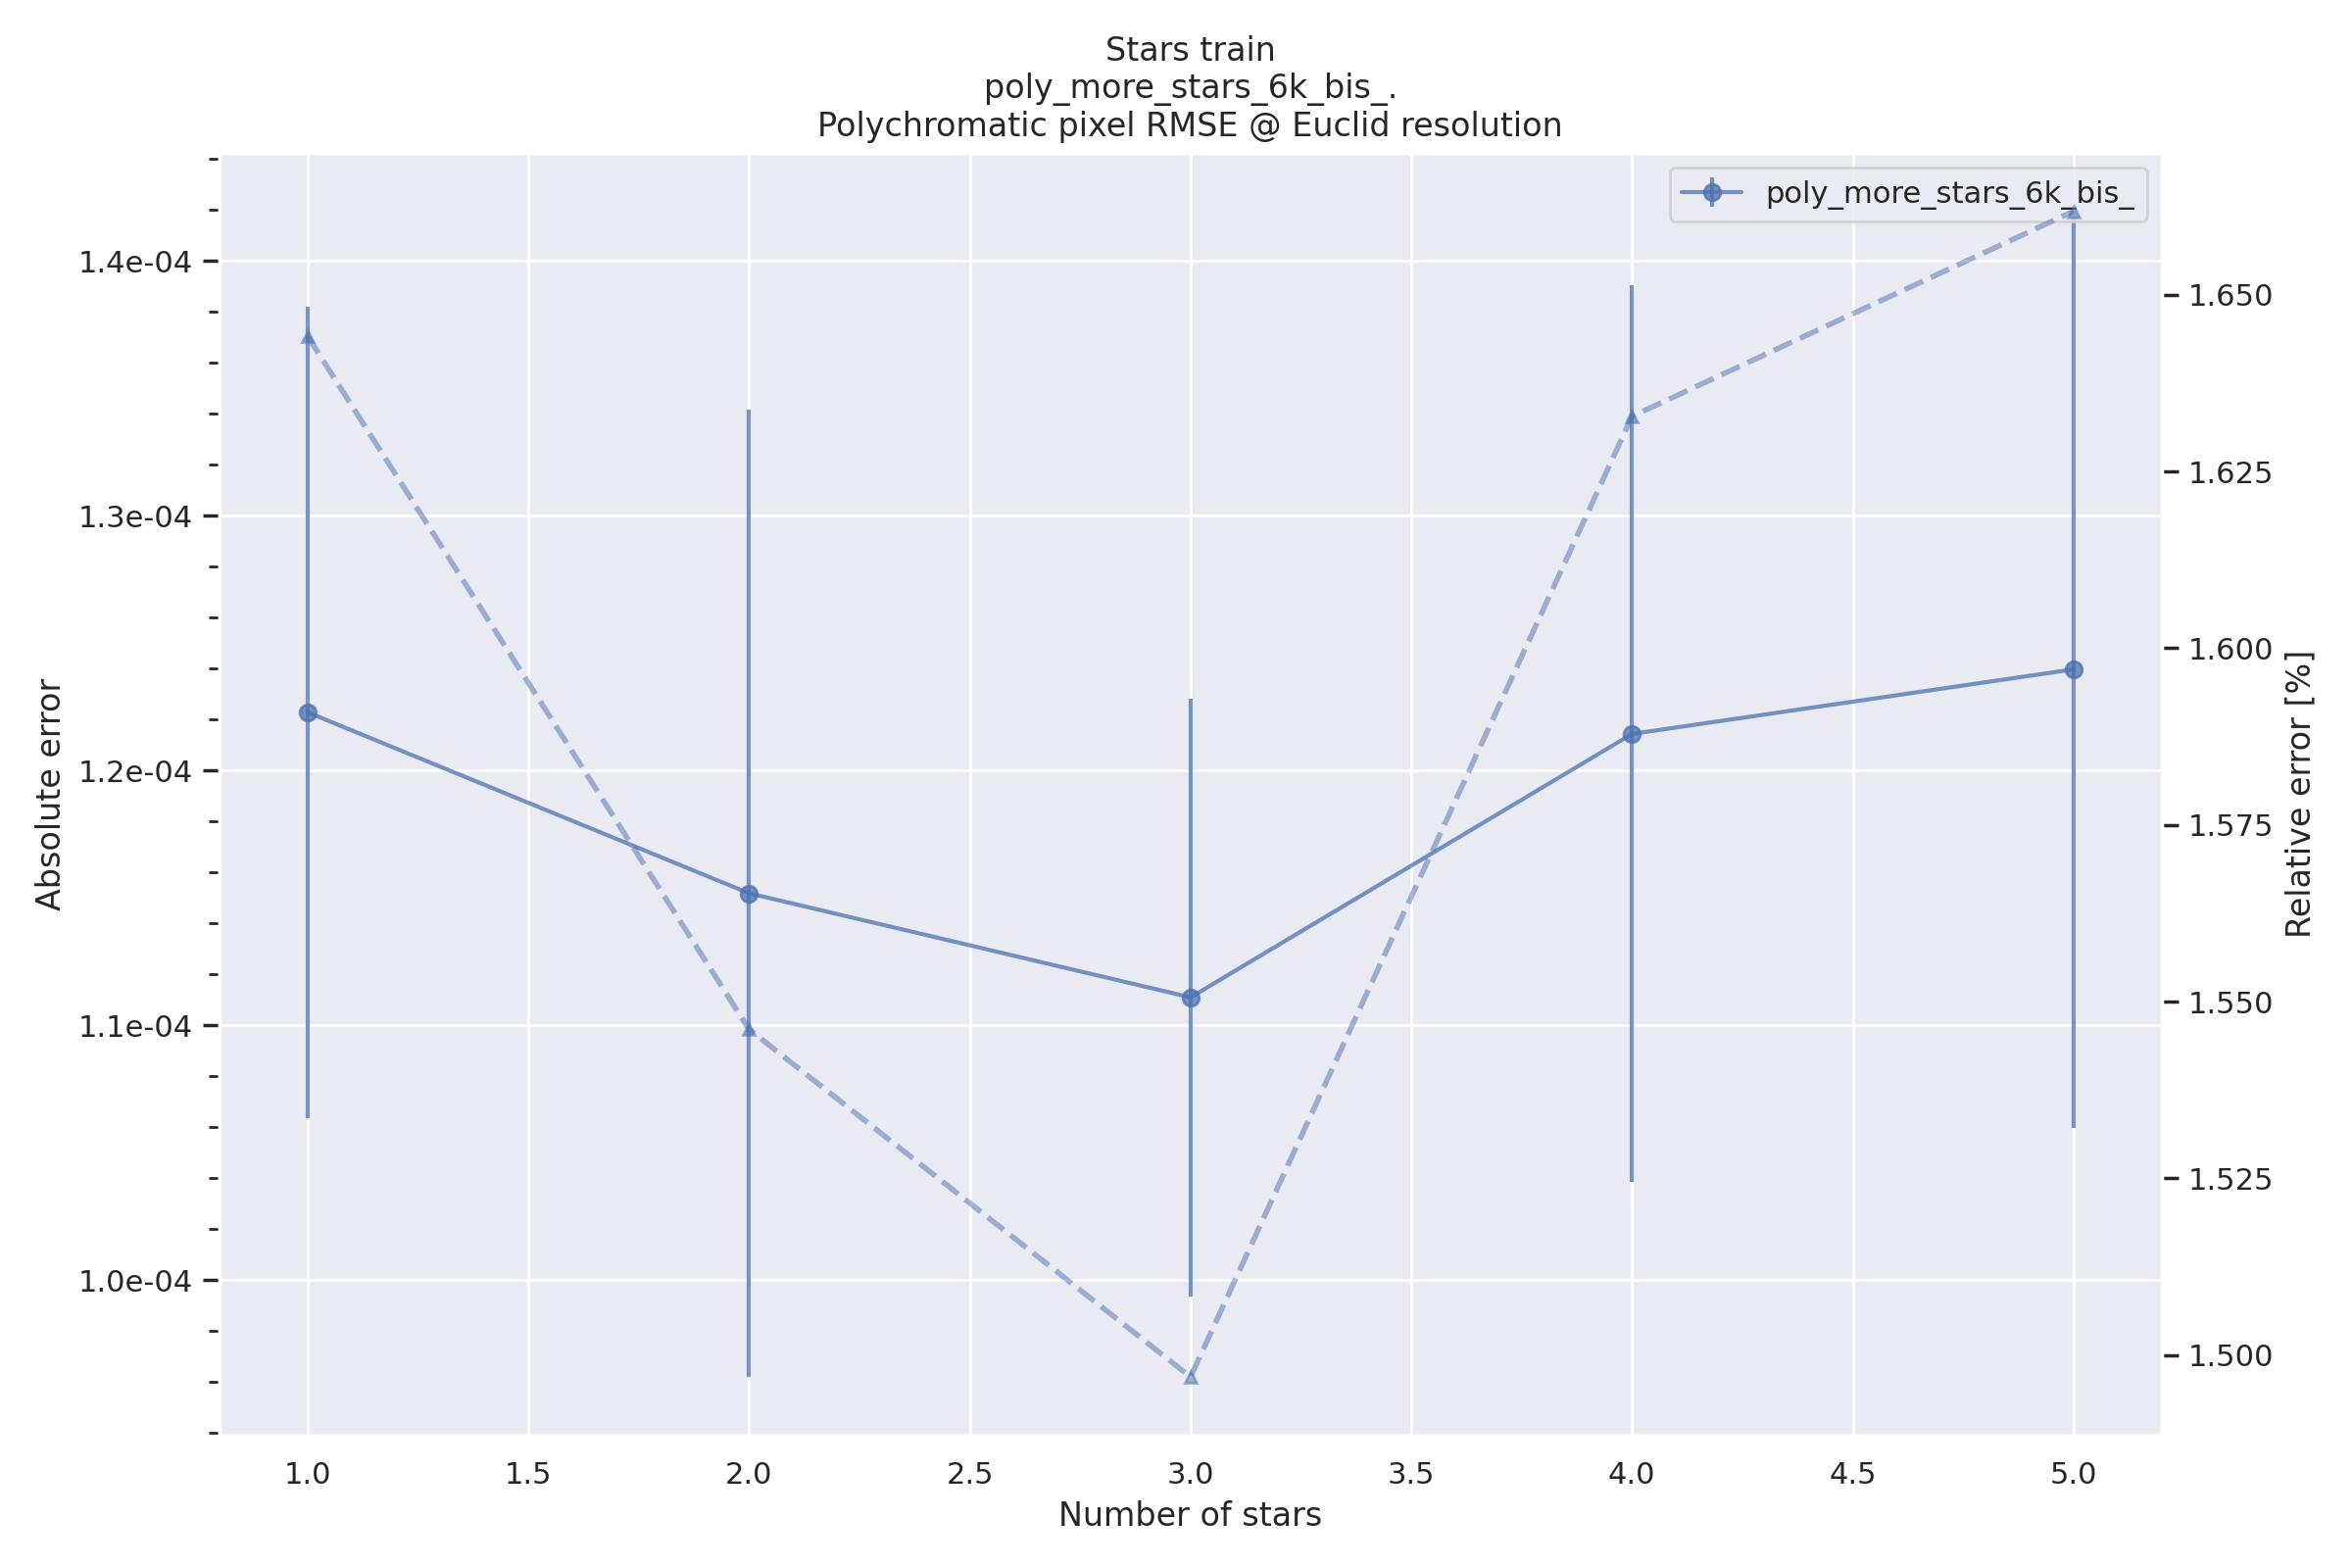 Stars train
poly_more_stars_6k_bis_.
Polychromatic pixel RMSE @ Euclid resolution
poly_more_stars_6k_bis_
1.4e-04
1.3e-04
1.2e-04
1.1e-04
1.0e-04
Absolute error
1.650
1.625
1.600
1.575
1.550
1.525
1.500
Relative error [%]
1.0 1.5 2.0 2.5 3.0 3.5 4.0 4.5 5.0
Number of stars